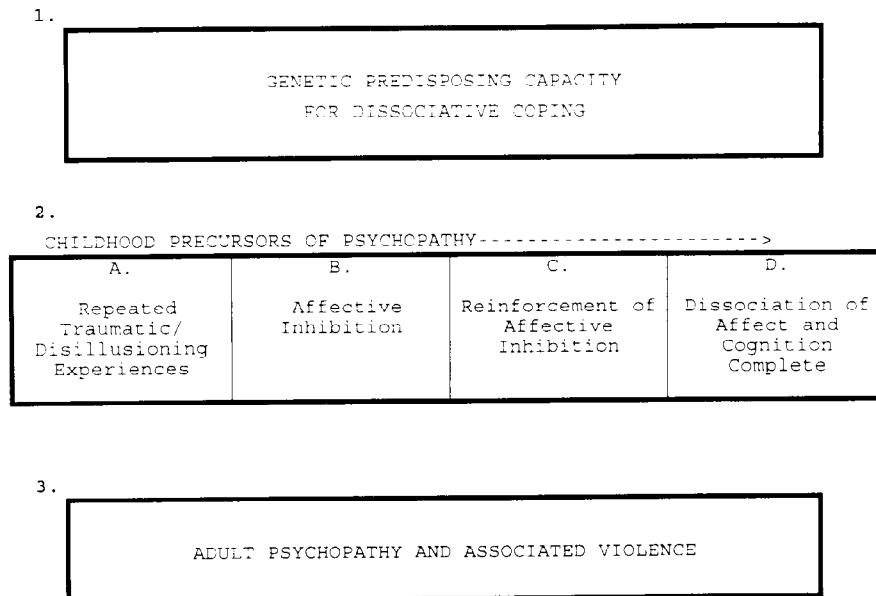 1.
GENETIC PREDISPOSING CAPACITY
FOR DISSOCIATIVE COPING
2.
CHILDHOOD PRECURSORS OF PSYCHOPATHY----------------------->
A.
Repeated
Traumatic/
Disillusioning
Experiences
B.
Affective
Inhibition
C.
Reinforcement of
Affective
Inhibition
D.
Dissociation of
Affect and
Cognition
Complete
3.
ADULT PSYCHOPATHY AND ASSOCIATED VIOLENCE